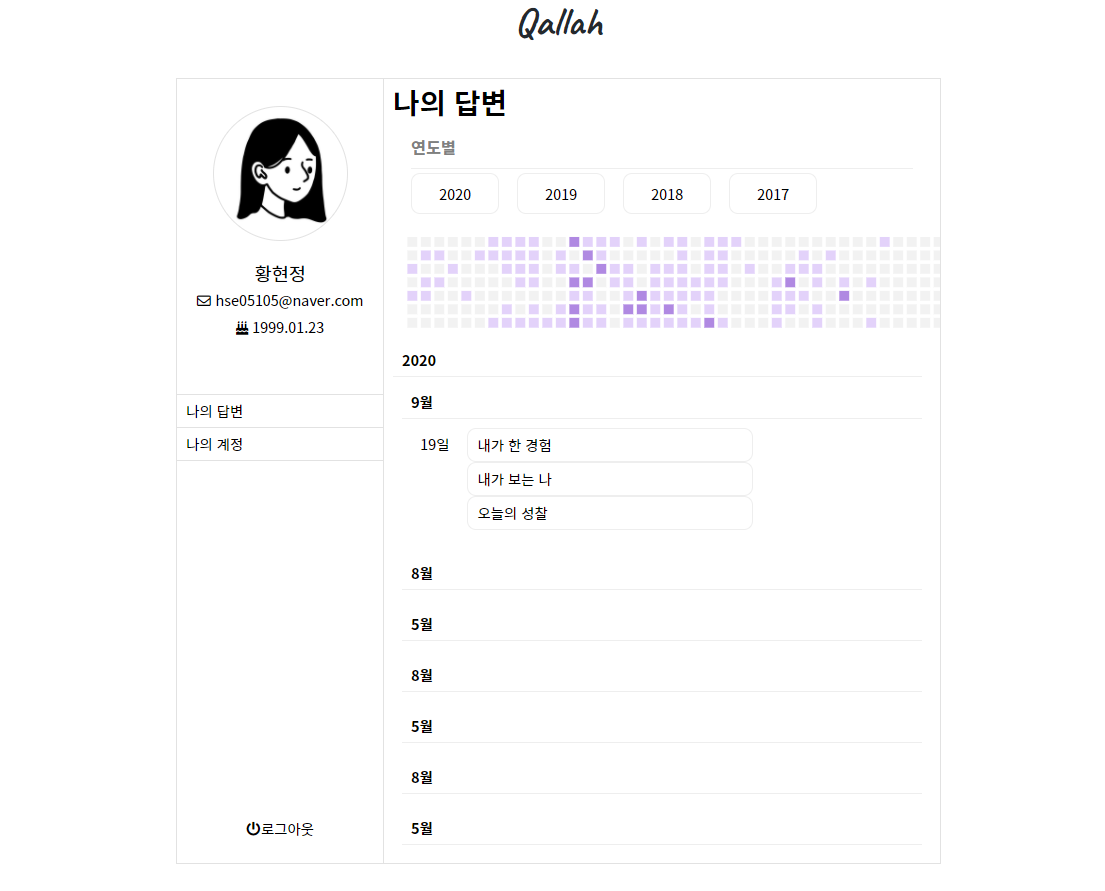 Qallah
황현정
hse05105@naver.com
1999.01.23
나의 답변
나의 계정
로그아웃
나의 답변
연도별
2020 2019 2018 2017
2020
9월
19일 내가 한 경험
내가 보는 나
오늘의 성찰
8월
5월
8월
5월
8월
5월